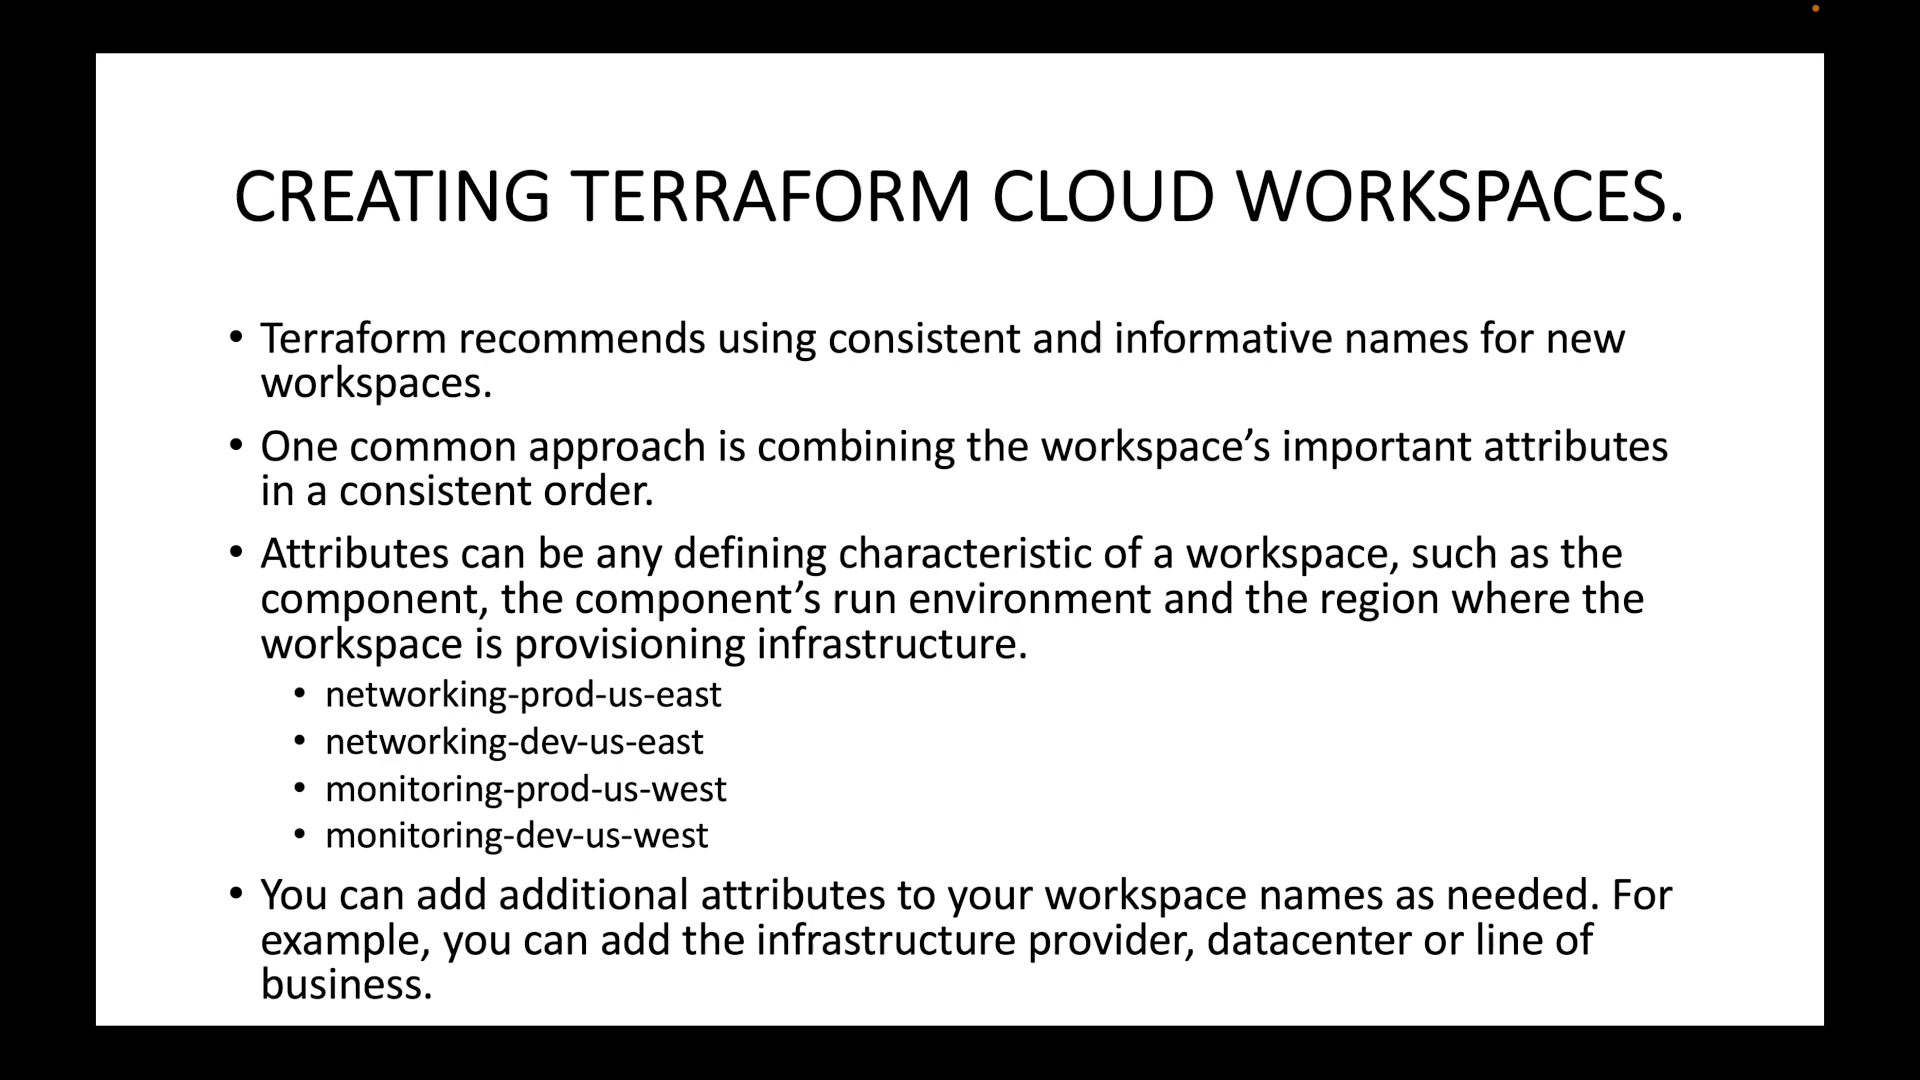 CREATING TERRAFORM CLOUD WORKSPACES.
• Terraform recommends using consistent and informative names for new
workspaces.
• One common approach is combining the workspace’s important attributes
in a consistent order.
• Attributes can be any defining characteristic of a workspace, such as the
component, the component’s run environment and the region where the
workspace is provisioning infrastructure.
• networking-prod-us-east
• networking-dev-us-east
• monitoring-prod-us-west
• monitoring-dev-us-west
• You can add additional attributes to your workspace names as needed. For
example, you can add the infrastructure provider, datacenter or line of
business.